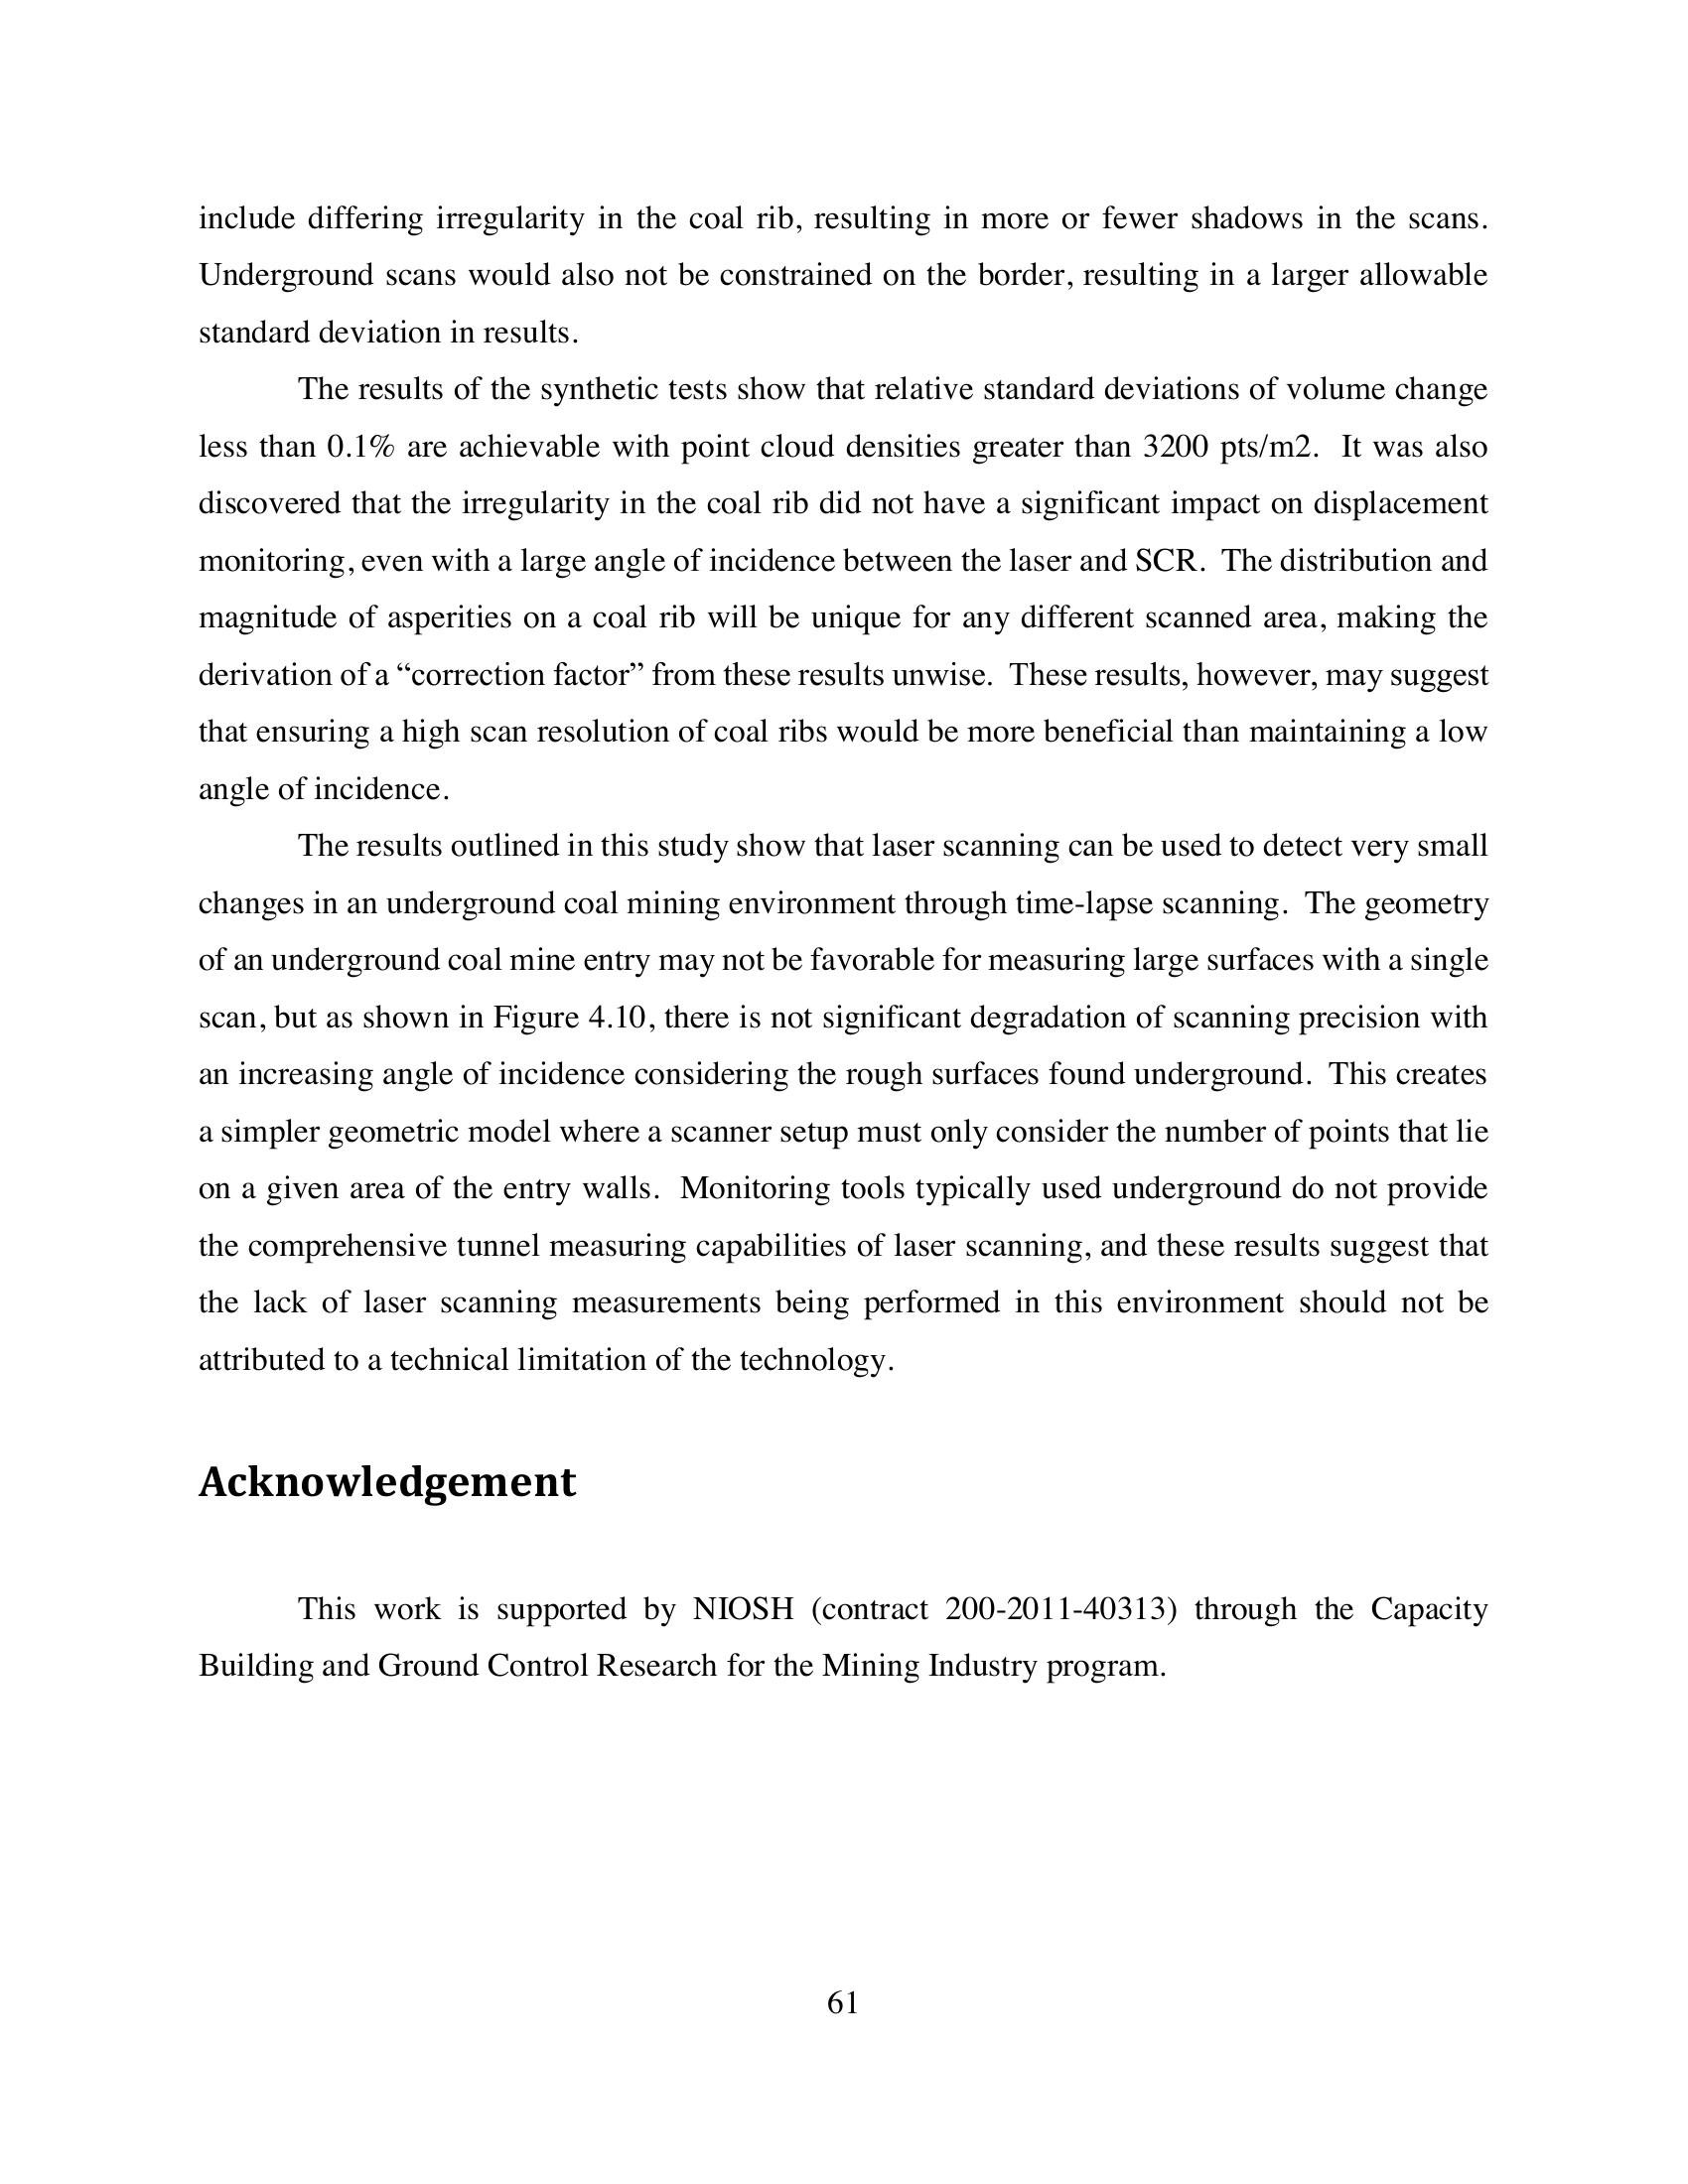 include differing irregularity in the coal rib, resulting in more or fewer shadows in the scans.
Underground scans would also not be constrained on the border, resulting in a larger allowable
standard deviation in results.
The results of the synthetic tests show that relative standard deviations of volume change
less than 0.1% are achievable with point cloud densities greater than 3200 pts/m2.  It was also
discovered that the irregularity in the coal rib did not have a significant impact on displacement
monitoring, even with a large angle of incidence between the laser and SCR.  The distribution and
magnitude of asperities on a coal rib will be unique for any different scanned area, making the
derivation of a “correction factor” from these results unwise.  These results, however, may suggest
that ensuring a high scan resolution of coal ribs would be more beneficial than maintaining a low
angle of incidence.
The results outlined in this study show that laser scanning can be used to detect very small
changes in an underground coal mining environment through time-lapse scanning.  The geometry
of an underground coal mine entry may not be favorable for measuring large surfaces with a single
scan, but as shown in Figure 4.10, there is not significant degradation of scanning precision with
an increasing angle of incidence considering the rough surfaces found underground.  This creates
a simpler geometric model where a scanner setup must only consider the number of points that lie
on a given area of the entry walls.  Monitoring tools typically used underground do not provide
the comprehensive tunnel measuring capabilities of laser scanning, and these results suggest that
the lack of laser scanning measurements being performed in this environment should not be
attributed to a technical limitation of the technology.
Acknowledgement
This work is supported by NIOSH (contract 200-2011-40313) through the Capacity
Building and Ground Control Research for the Mining Industry program.
61